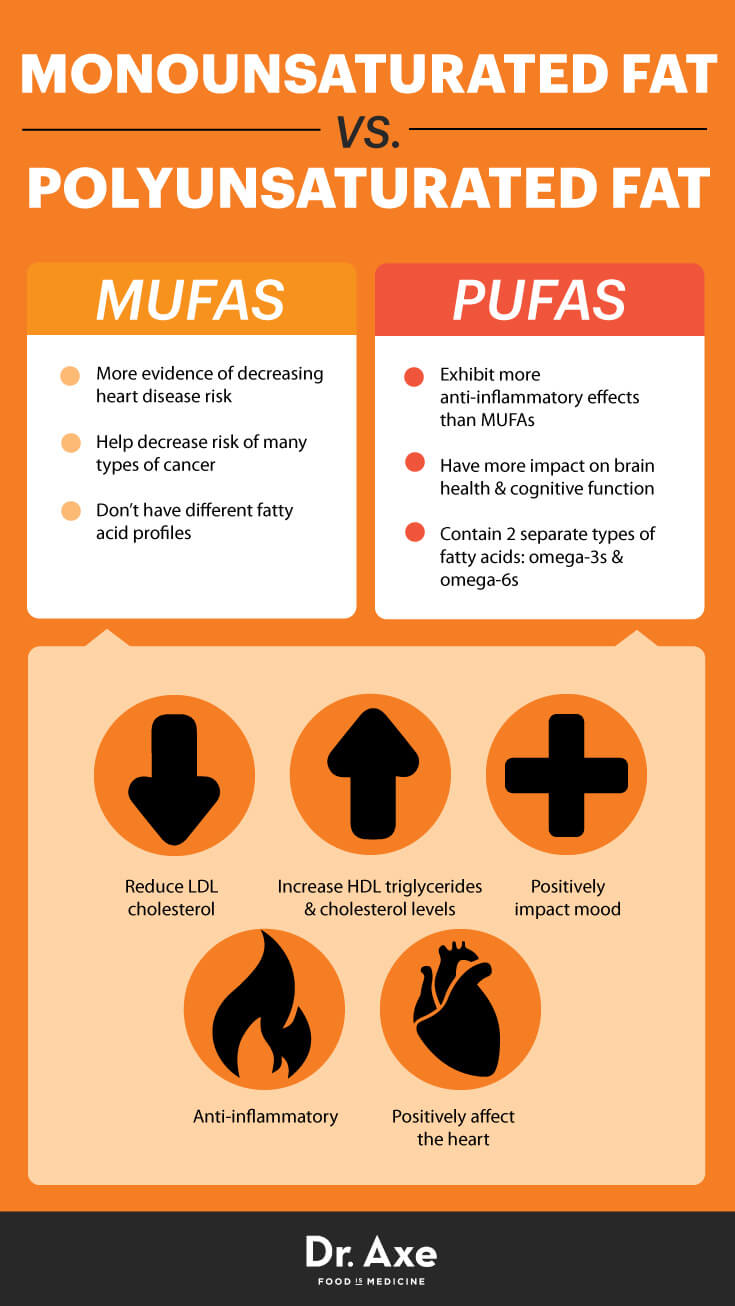 MONOUNSATURATED FAT
VS.
POLYUNSATURATED FAT
MUFAS
More evidence of decreasing
heart disease risk
Help decrease risk of many
types of cancer
Don't have different fatty
acid profiles
PUFAS
Exhibit more
anti-inflammatory effects
than MUFAs
Have more impact on brain
health & cognitive function
Contain 2 separate types of
fatty acids: omega-3s &
omega-6s
Reduce LDL
cholesterol
Increase HDL triglycerides
& cholesterol levels
Positively
impact mood
Anti-inflammatory
Positively affect
the heart
Dr. Axe
FOOD IS MEDICINE